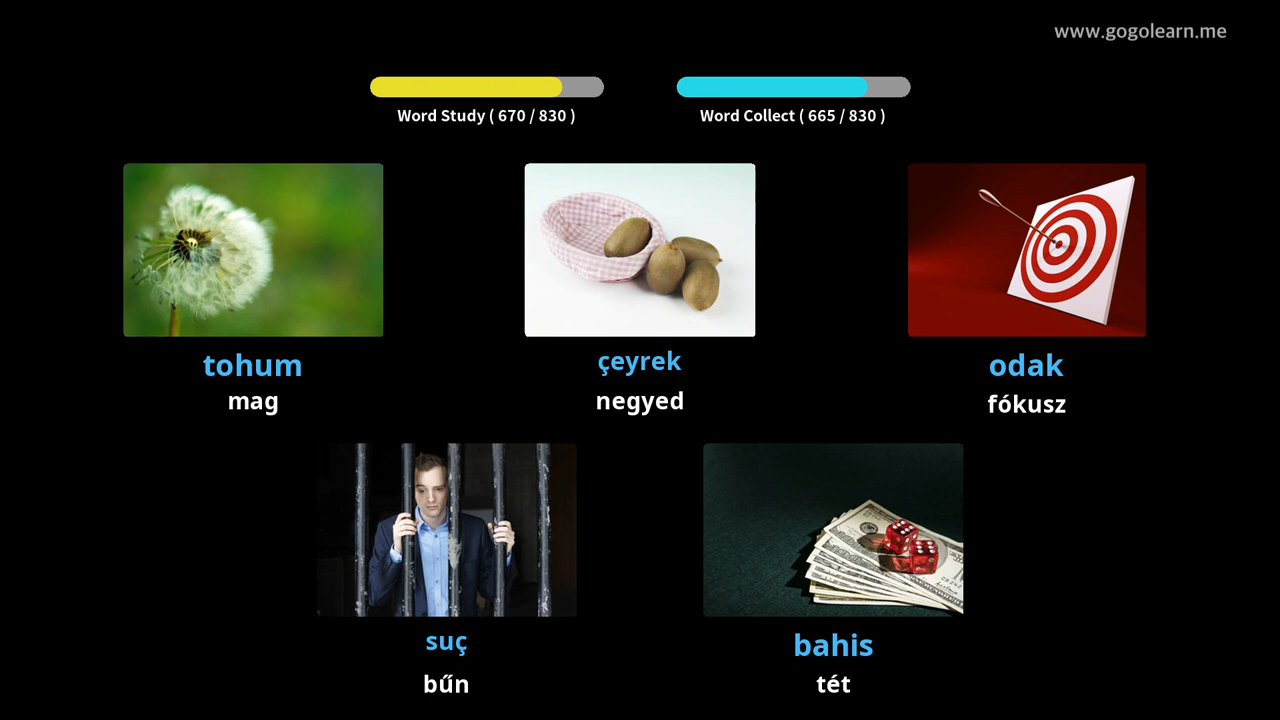 www.gogolearn.me
Word Study ( 670 / 830 )
Word Collect ( 665 / 830 )
tohum
mag
çeyrek
negyed
odak
fókusz
suç
bűn
bahis
tét